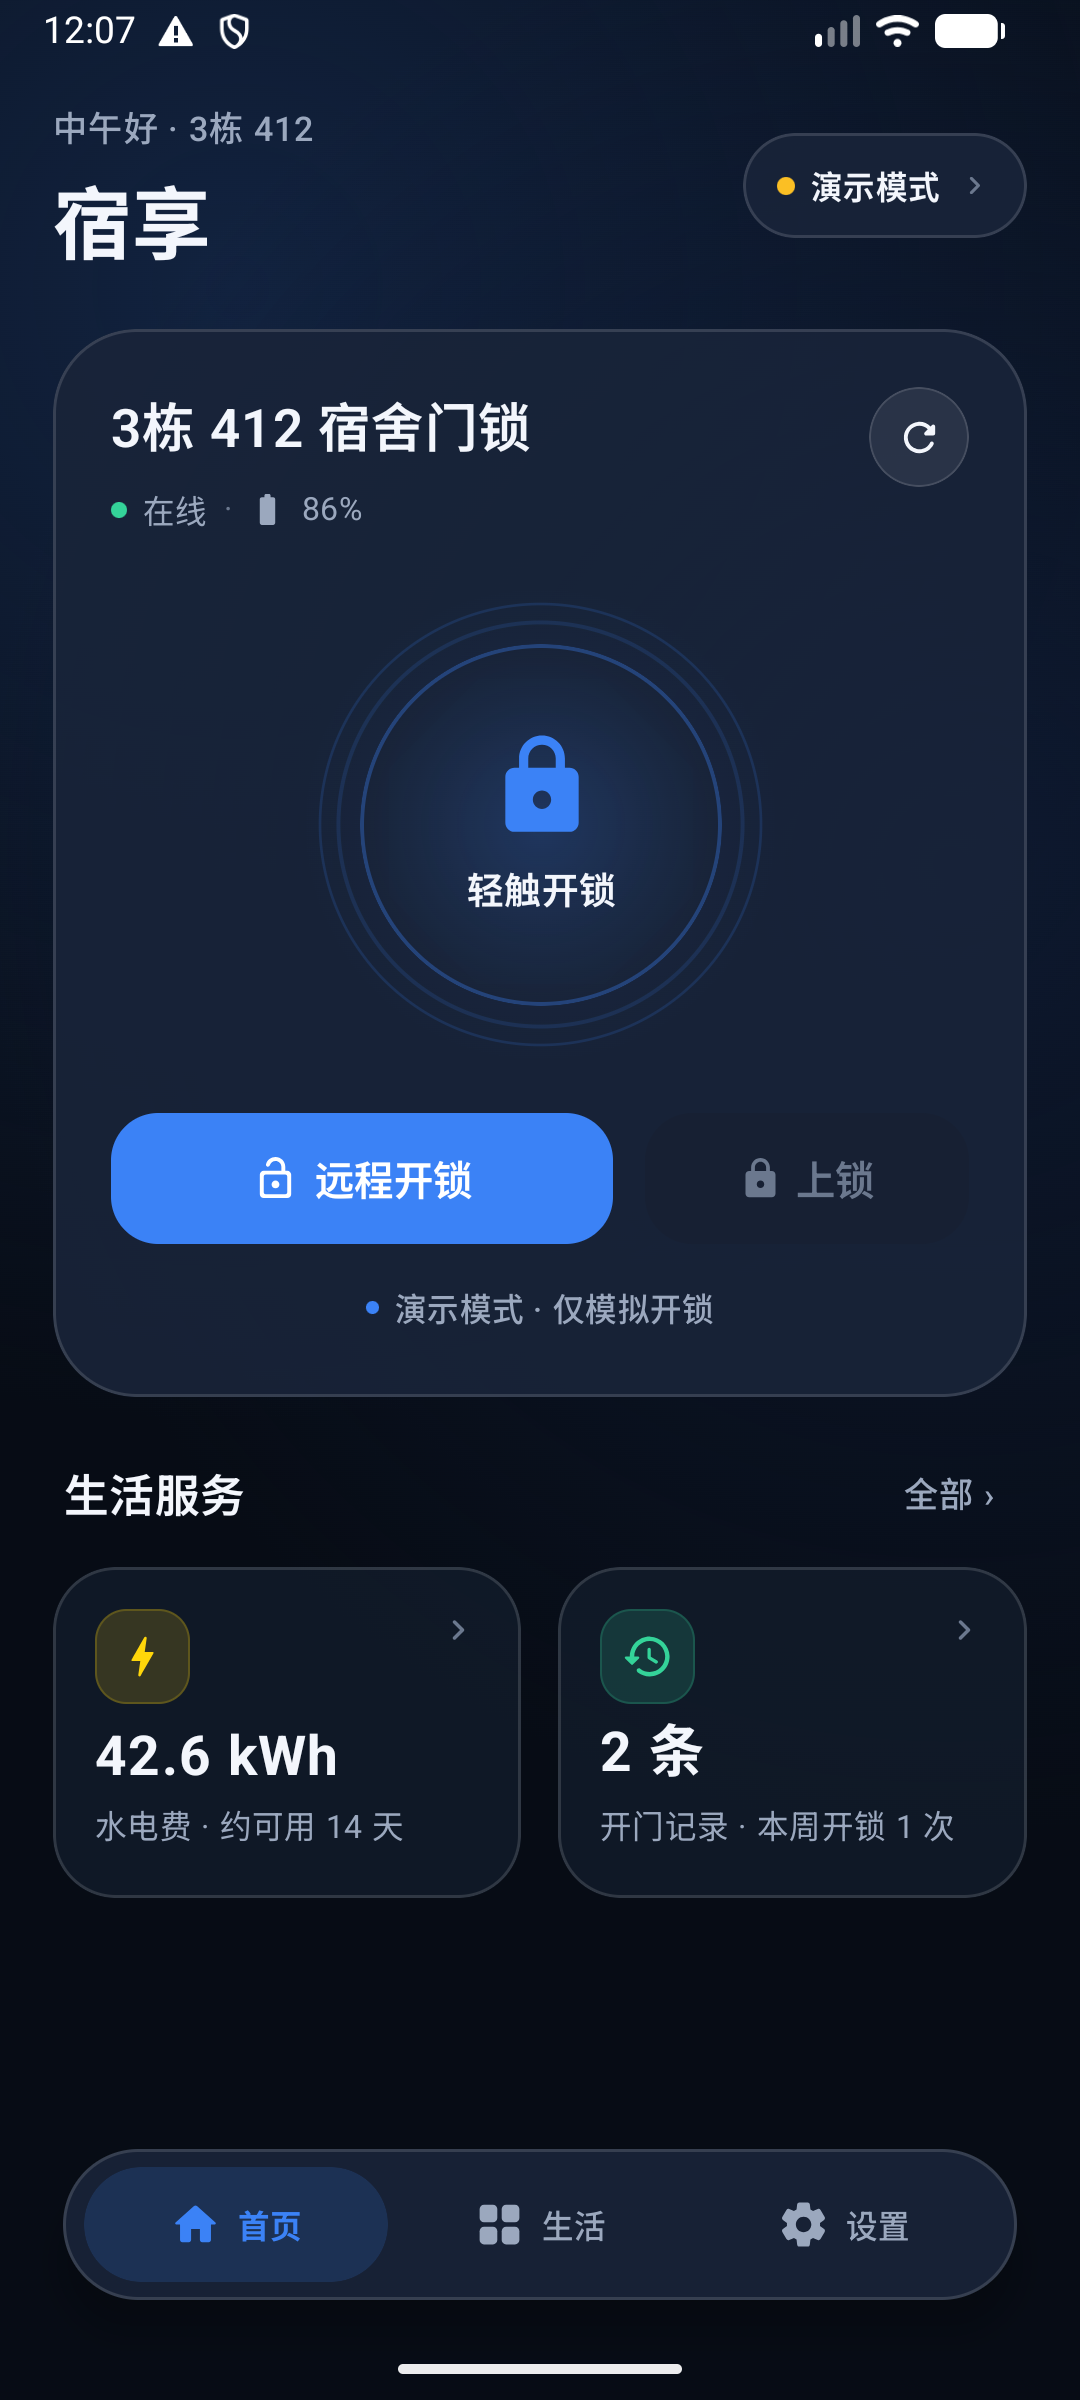 12:07
中午好 · 3栋 412
宿享
演示模式
3栋 412 宿舍门锁
在线 · 86%
轻触开锁
远程开锁
上锁
演示模式 · 仅模拟开锁
生活服务
全部 ›
42.6 kWh
水电费 · 约可用 14 天
2 条
开门记录 · 本周开锁 1 次
首页
生活
设置